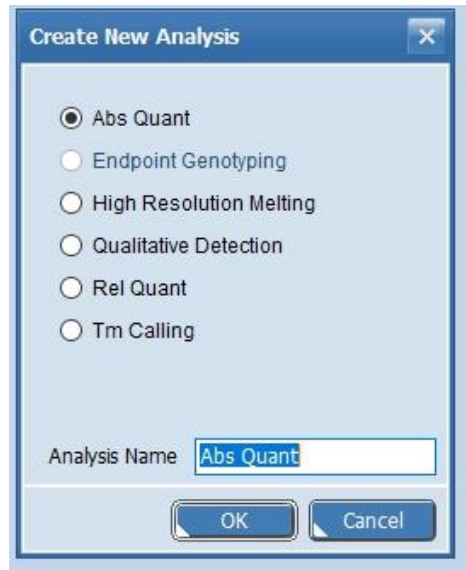 Create New Analysis
Abs Quant
Endpoint Genotyping
High Resolution Melting
Qualitative Detection
Rel Quant
Tm Calling
Analysis Name Abs Quant
OK Cancel